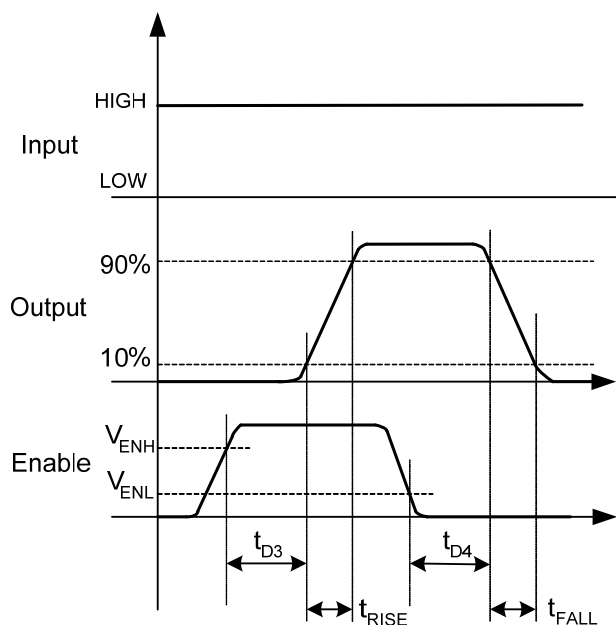 HIGH
Input
LOW
90%
Output
10%
VENH
Enable
VENL
tD3
tD4
tRISE
tFALL